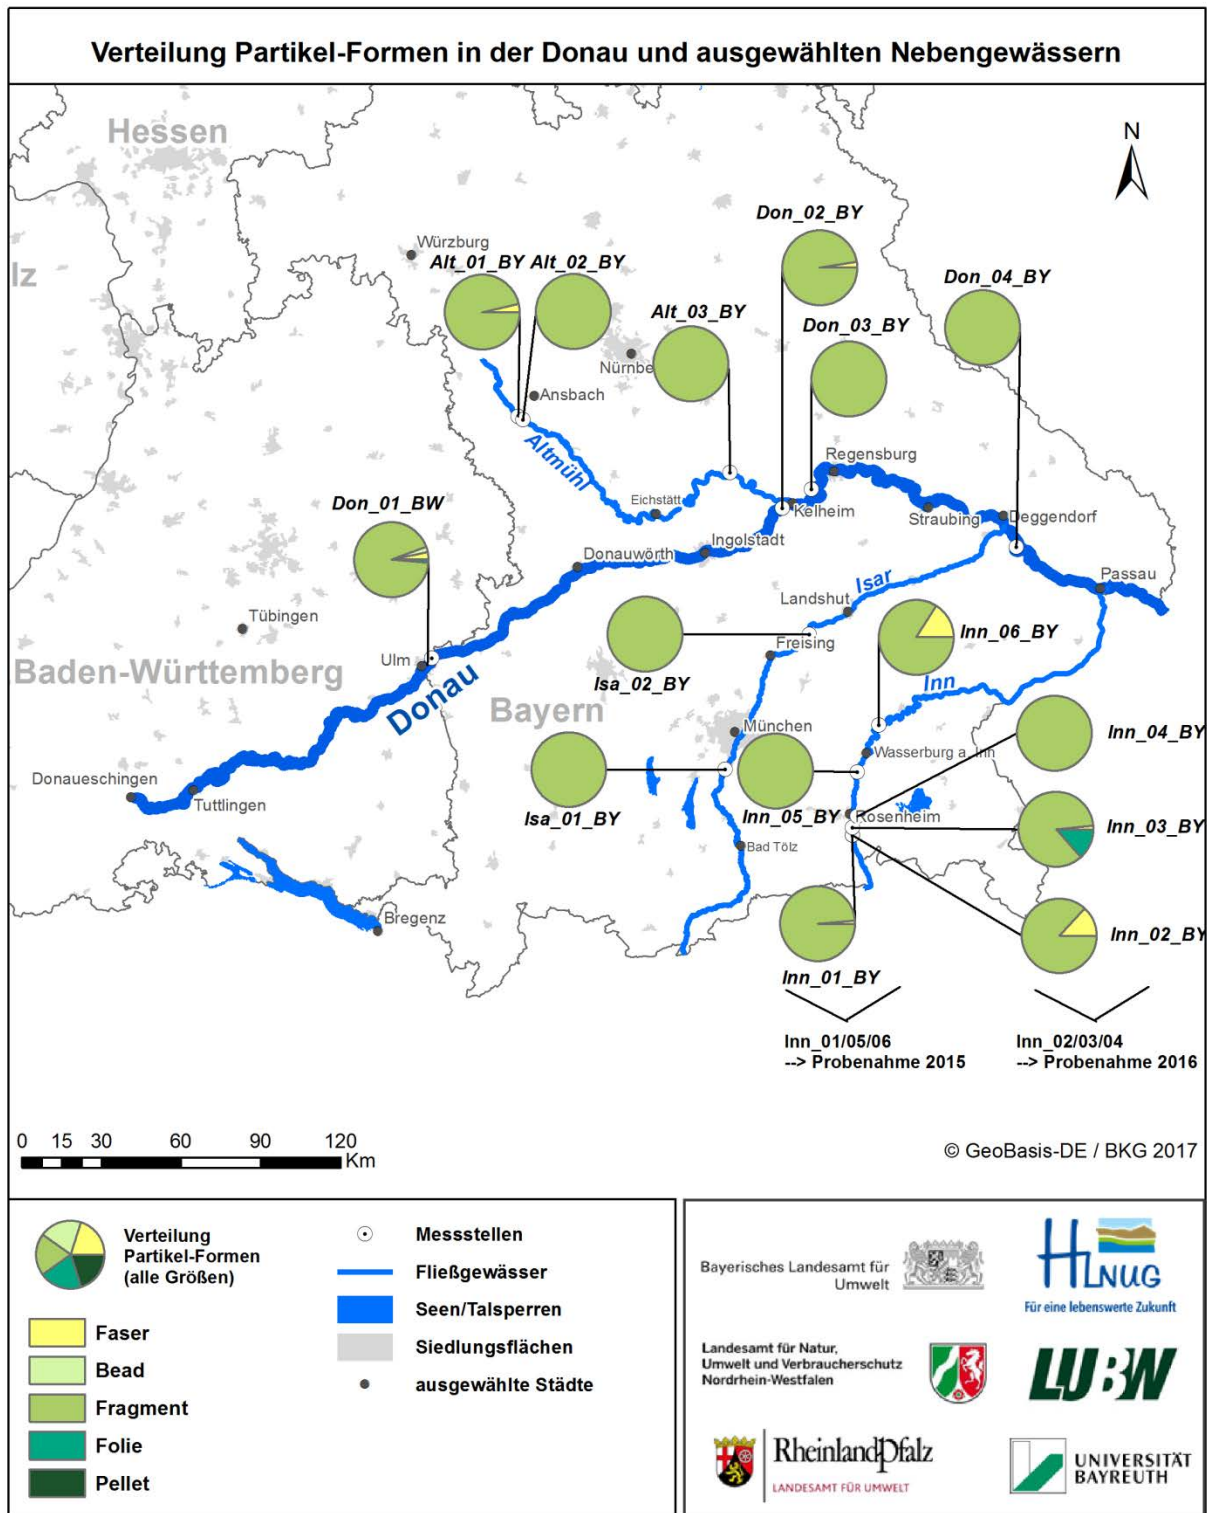 Verteilung Partikel-Formen in der Donau und ausgewählten Nebengewässern
Hessen
N
lz
Würzburg
Don_02_BY
Alt_01_BY
Alt_02_BY
Don_04_BY
Alt_03_BY
Don_03_BY
Nürnbe
Ansbach
Altmühl
Regensburg
Don_01_BW
Eichstätt
Kelheim
Straubing
Deggendorf
Ingolstadt
Donauwörth
Isar
Passau
Landshut
Tübingen
Inn_06_BY
Freising
Ulm
Baden-Württemberg
Isa_02_BY
Inn
Donau
Bayern
München
Inn_04_BY
Wasserburg a. Inn
Donaueschingen
Tuttlingen
Isa_01_BY
Inn_05_BY
Rosenheim
Inn_03_BY
Bad Tölz
Bregenz
Inn_02_BY
Inn_01_BY
Inn_01/05/06
--> Probenahme 2015
Inn_02/03/04
--> Probenahme 2016
0 15 30 60 90 120
Km
© GeoBasis-DE / BKG 2017
Verteilung
Partikel-Formen
(alle Größen)
Faser
Bead
Fragment
Folie
Pellet
Messstellen
Fließgewässer
Seen/Talsperren
Siedlungsflächen
ausgewählte Städte
Bayerisches Landesamt für
Umwelt
HLNUG
Für eine lebenswerte Zukunft
Landesamt für Natur,
Umwelt und Verbraucherschutz
Nordrhein-Westfalen
LUBW
RheinlandPfalz
LANDESAMT FÜR UMWELT
UNIVERSITÄT
BAYREUTH